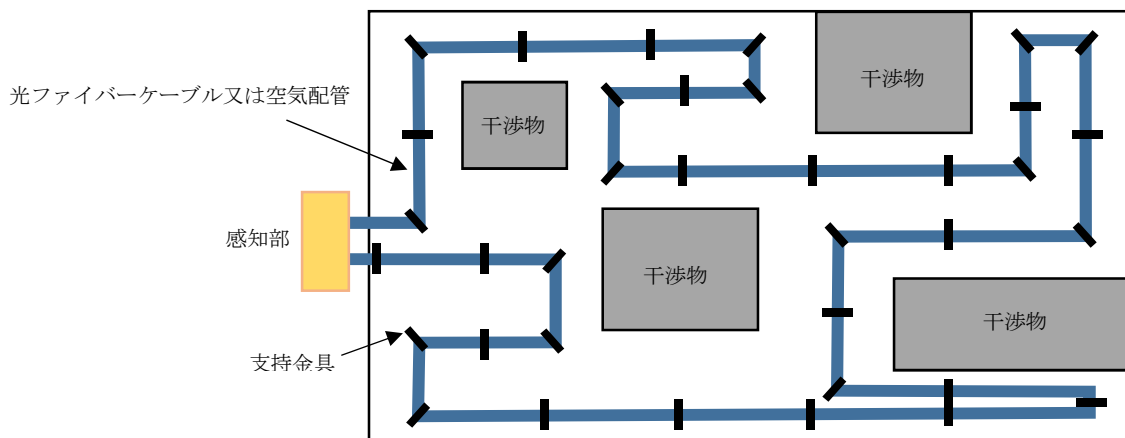 干渉物
光ファイバーケーブル又は空気配管
干渉物
感知部
干渉物
干渉物
支持金具